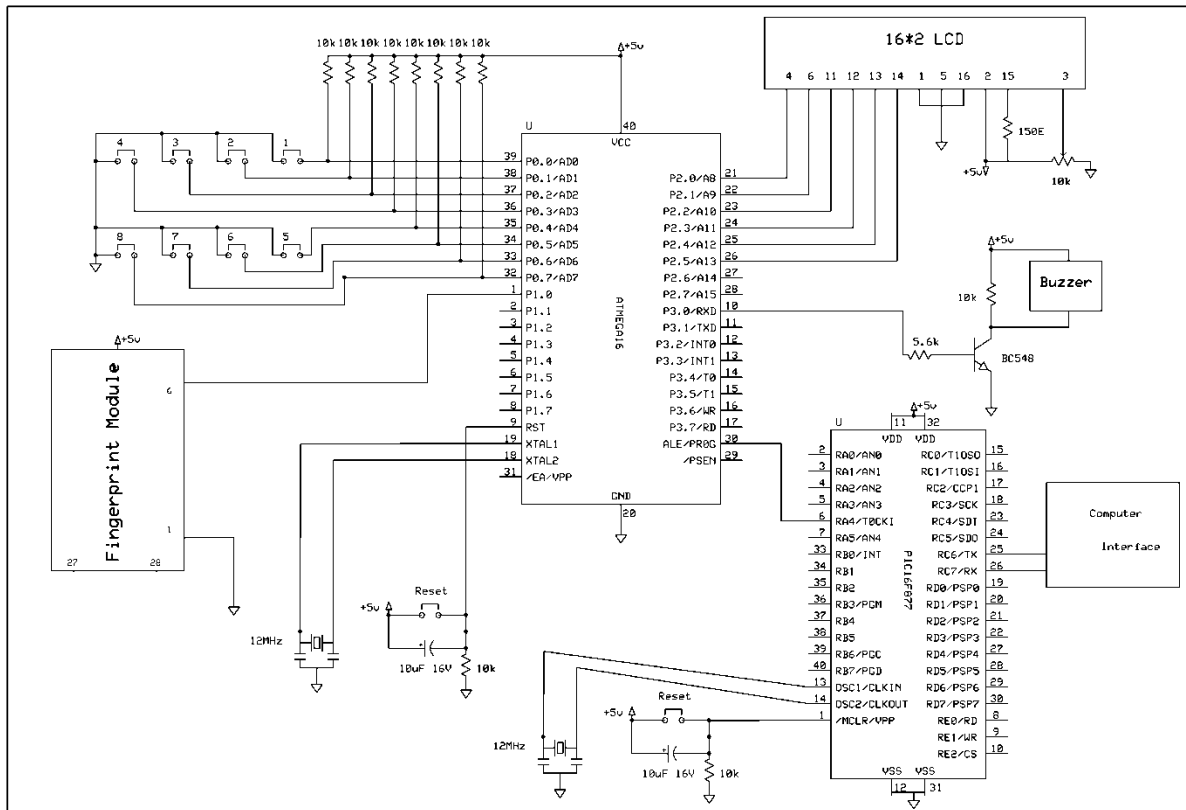 10k 10k 10k 10k 10k 10k 10k 10k
+5v
16*2 LCD
4 6 11 12 13 14 1 5 16 2 15 3
150E
+5v
10k
4 3 2 1
8 7 6 5
U
40
VCC
ATMEGA16
39 P0.0/AD0
38 P0.1/AD1
37 P0.2/AD2
36 P0.3/AD3
35 P0.4/AD4
34 P0.5/AD5
33 P0.6/AD6
32 P0.7/AD7
1 P1.0
2 P1.1
3 P1.2
4 P1.3
5 P1.4
6 P1.5
7 P1.6
8 P1.7
9 RST
19 XTAL1
18 XTAL2
31 /EA/VPP
P2.0/A8 21
P2.1/A9 22
P2.2/A10 23
P2.3/A11 24
P2.4/A12 25
P2.5/A13 26
P2.6/A14 27
P2.7/A15 28
P3.0/RXD 10
P3.1/TXD 11
P3.2/INT0 12
P3.3/INT1 13
P3.4/T0 14
P3.5/T1 15
P3.6/WR 16
P3.7/RD 17
ALE/PROG 30
/PSEN 29
GND
20
+5v
10k
Buzzer
5.6k
BC548
+5v
Fingerprint Module
6
1
27 28
12MHz
Reset
+5v
10uF 16V
10k
U
+5v
11 32
VDD VDD
PIC16F877
2 RA0/AN0
3 RA1/AN1
4 RA2/AN2
5 RA3/AN3
6 RA4/T0CKI
7 RA5/AN4
33 RB0/INT
34 RB1
35 RB2
36 RB3/PGM
37 RB4
38 RB5
39 RB6/PGC
40 RB7/PGD
13 OSC1/CLKIN
14 OSC2/CLKOUT
1 /MCLR/VPP
RC0/T1OSO 15
RC1/T1OSI 16
RC2/CCP1 17
RC3/SCK 18
RC4/SDT 23
RC5/SDO 24
RC6/TX 25
RC7/RX 26
RD0/PSP0 19
RD1/PSP1 20
RD2/PSP2 21
RD3/PSP3 22
RD4/PSP4 27
RD5/PSP5 28
RD6/PSP6 29
RD7/PSP7 30
RE0/RD 8
RE1/WR 9
RE2/CS 10
VSS VSS
12 31
Computer
Interface
12MHz
Reset
+5v
10uF 16V
10k